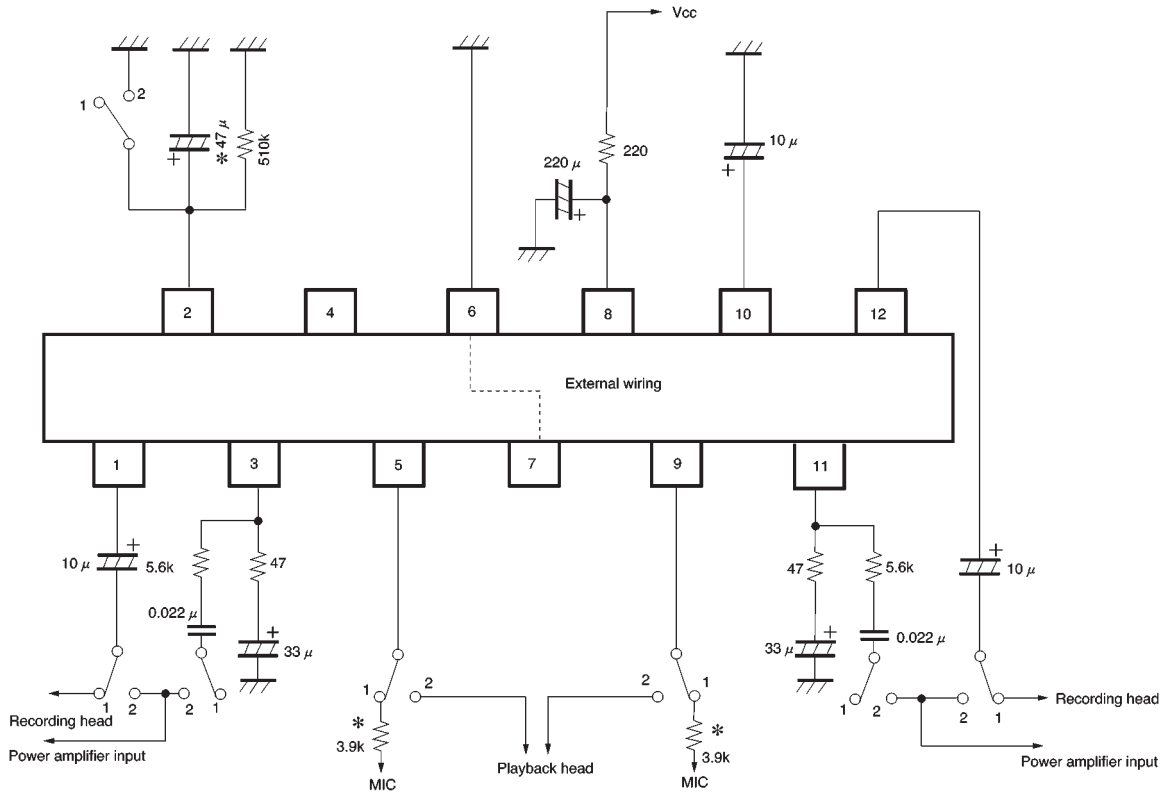 Vcc
1
2
* 47 μ
510k
220 μ
220
10 μ
+
+
+
2
4
6
8
10
12
External wiring
1
3
5
7
9
11
+
10 μ
5.6k
47
47
5.6k
+
10 μ
0.022 μ
+
33 μ
33 μ
+
0.022 μ
1
2
2
1
1
2
2
1
1
2
2
1
Recording head
Recording head
Power amplifier input
*
3.9k
*
3.9k
Power amplifier input
MIC
Playback head
MIC